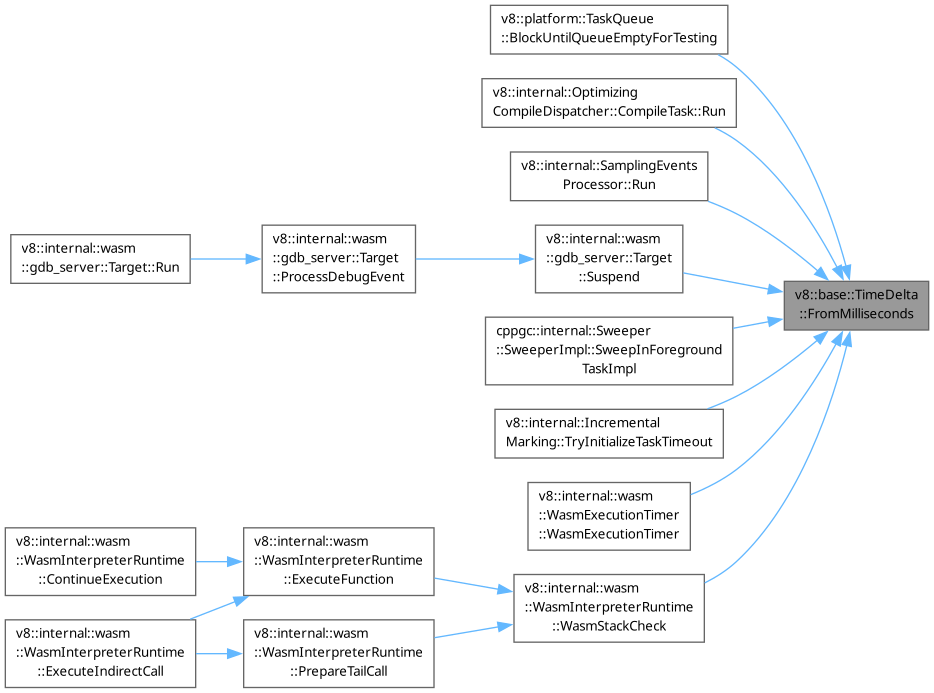 v8::platform::TaskQueue
::BlockUntilQueueEmptyForTesting
v8::internal::Optimizing
CompileDispatcher::CompileTask::Run
v8::internal::SamplingEvents
Processor::Run
v8::internal::wasm
::gdb_server::Target::Run
v8::internal::wasm
::gdb_server::Target
::ProcessDebugEvent
v8::internal::wasm
::gdb_server::Target
::Suspend
v8::base::TimeDelta
::FromMilliseconds
cppgc::internal::Sweeper
::SweeperImpl::SweepInForeground
TaskImpl
v8::internal::Incremental
Marking::TryInitializeTaskTimeout
v8::internal::wasm
::WasmExecutionTimer
::WasmExecutionTimer
v8::internal::wasm
::WasmInterpreterRuntime
::ContinueExecution
v8::internal::wasm
::WasmInterpreterRuntime
::ExecuteFunction
v8::internal::wasm
::WasmInterpreterRuntime
::WasmStackCheck
v8::internal::wasm
::WasmInterpreterRuntime
::ExecuteIndirectCall
v8::internal::wasm
::WasmInterpreterRuntime
::PrepareTailCall